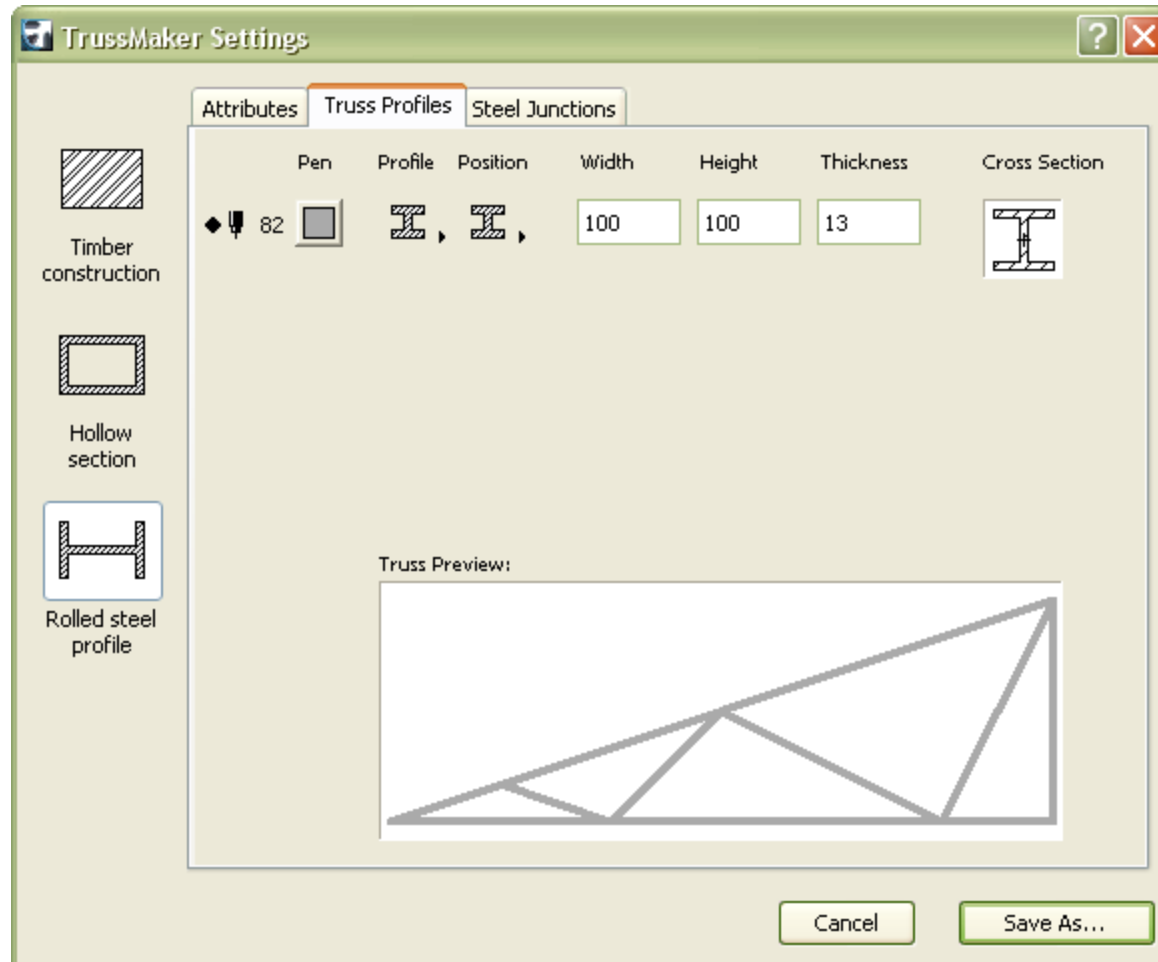 TrussMaker Settings
Attributes Truss Profiles Steel Junctions
Pen Profile Position Width Height Thickness Cross Section
82 100 100 13
Timber
construction
Hollow
section
Rolled steel
profile
Truss Preview:
Cancel Save As...